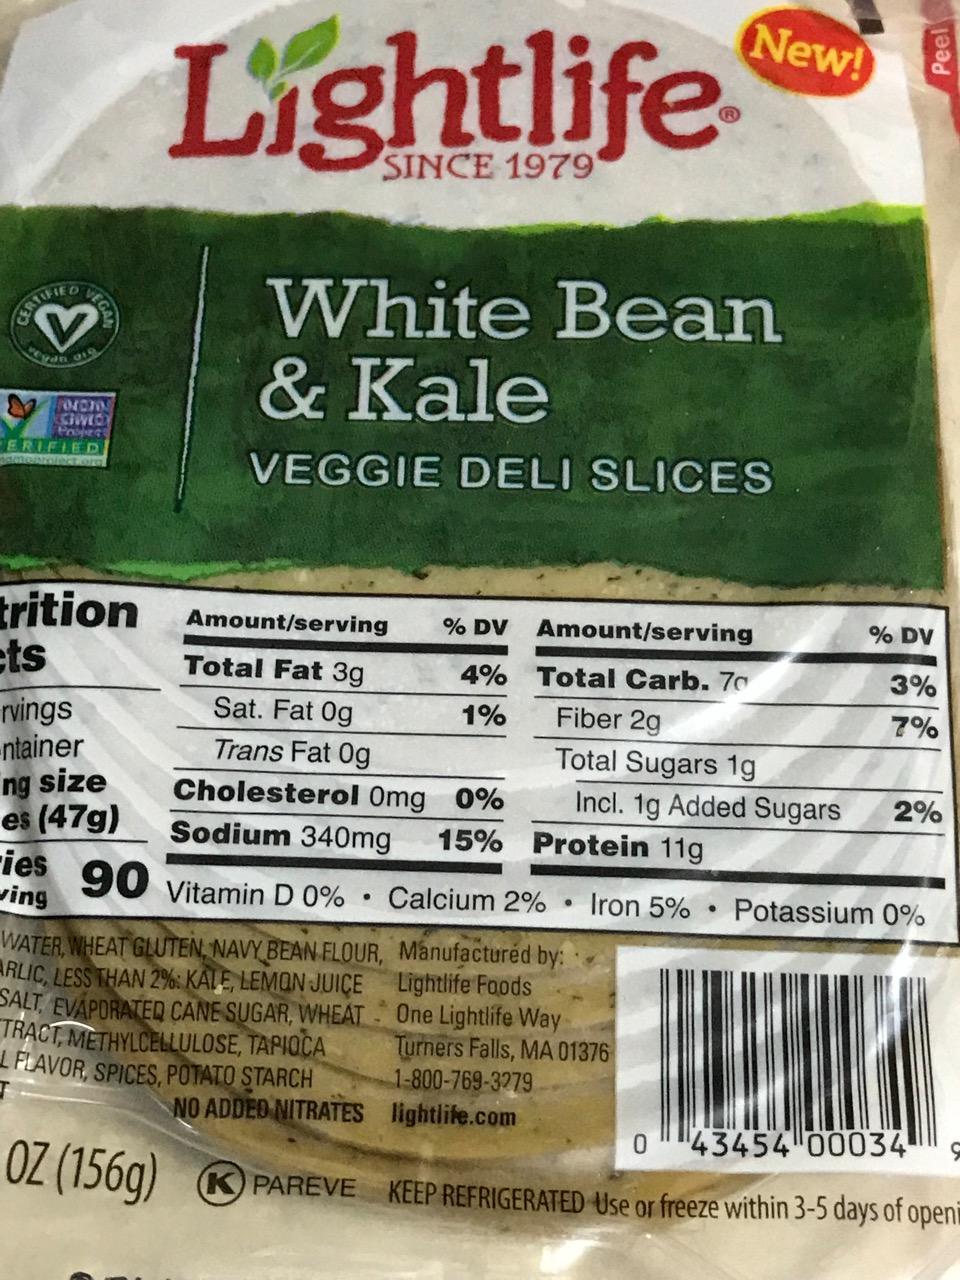 Peel
New!
Lightlife®
SINCE 1979
CERTIFIED VEGAN
vegan.org
White Bean
& Kale
VEGGIE DELI SLICES
NON
GMO
Project
ERIFIED
trition
cts
rvings
ntainer
ng size
es (47g)
ries
ving 90
Amount/serving % DV
Total Fat 3g 4%
Sat. Fat 0g 1%
Trans Fat 0g
Cholesterol 0mg 0%
Sodium 340mg 15%
Amount/serving % DV
Total Carb. 7g 3%
Fiber 2g 7%
Total Sugars 1g
Incl. 1g Added Sugars 2%
Protein 11g
Vitamin D 0% • Calcium 2% • Iron 5% • Potassium 0%
WATER, WHEAT GLUTEN, NAVY BEAN FLOUR,
ARLIC, LESS THAN 2%: KALE, LEMON JUICE
SALT, EVAPORATED CANE SUGAR, WHEAT
TRACT, METHYLCELLULOSE, TAPIOCA
L FLAVOR, SPICES, POTATO STARCH
T
NO ADDED NITRATES
Manufactured by:
Lightlife Foods
One Lightlife Way
Turners Falls, MA 01376
1-800-769-3279
lightlife.com
0 43454 00034 9
OZ (156g)
K PAREVE
KEEP REFRIGERATED Use or freeze within 3-5 days of openi